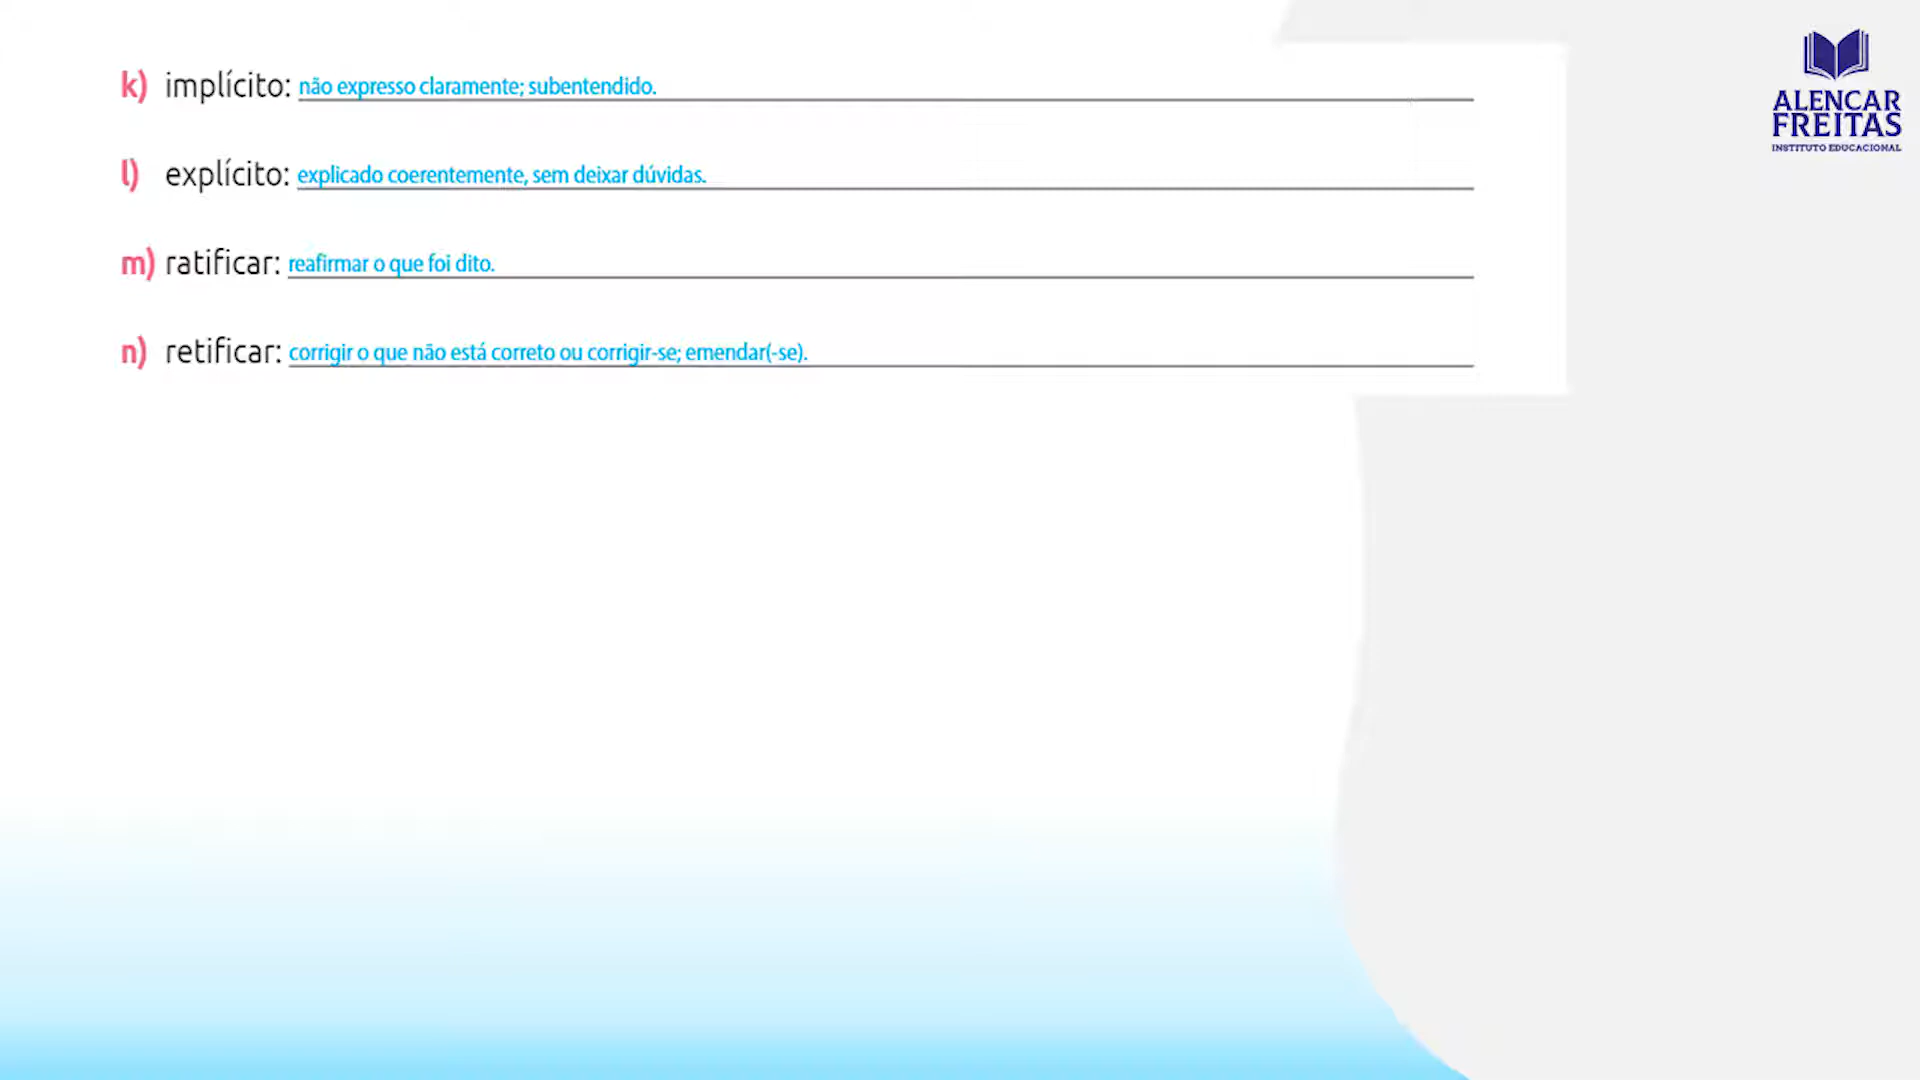 k) implícito: não expresso claramente; subentendido.
l) explícito: explicado coerentemente, sem deixar dúvidas.
m) ratificar: reafirmar o que foi dito.
n) retificar: corrigir o que não está correto ou corrigir-se; emendar(-se).
ALENCAR
FREITAS
INSTITUTO EDUCACIONAL